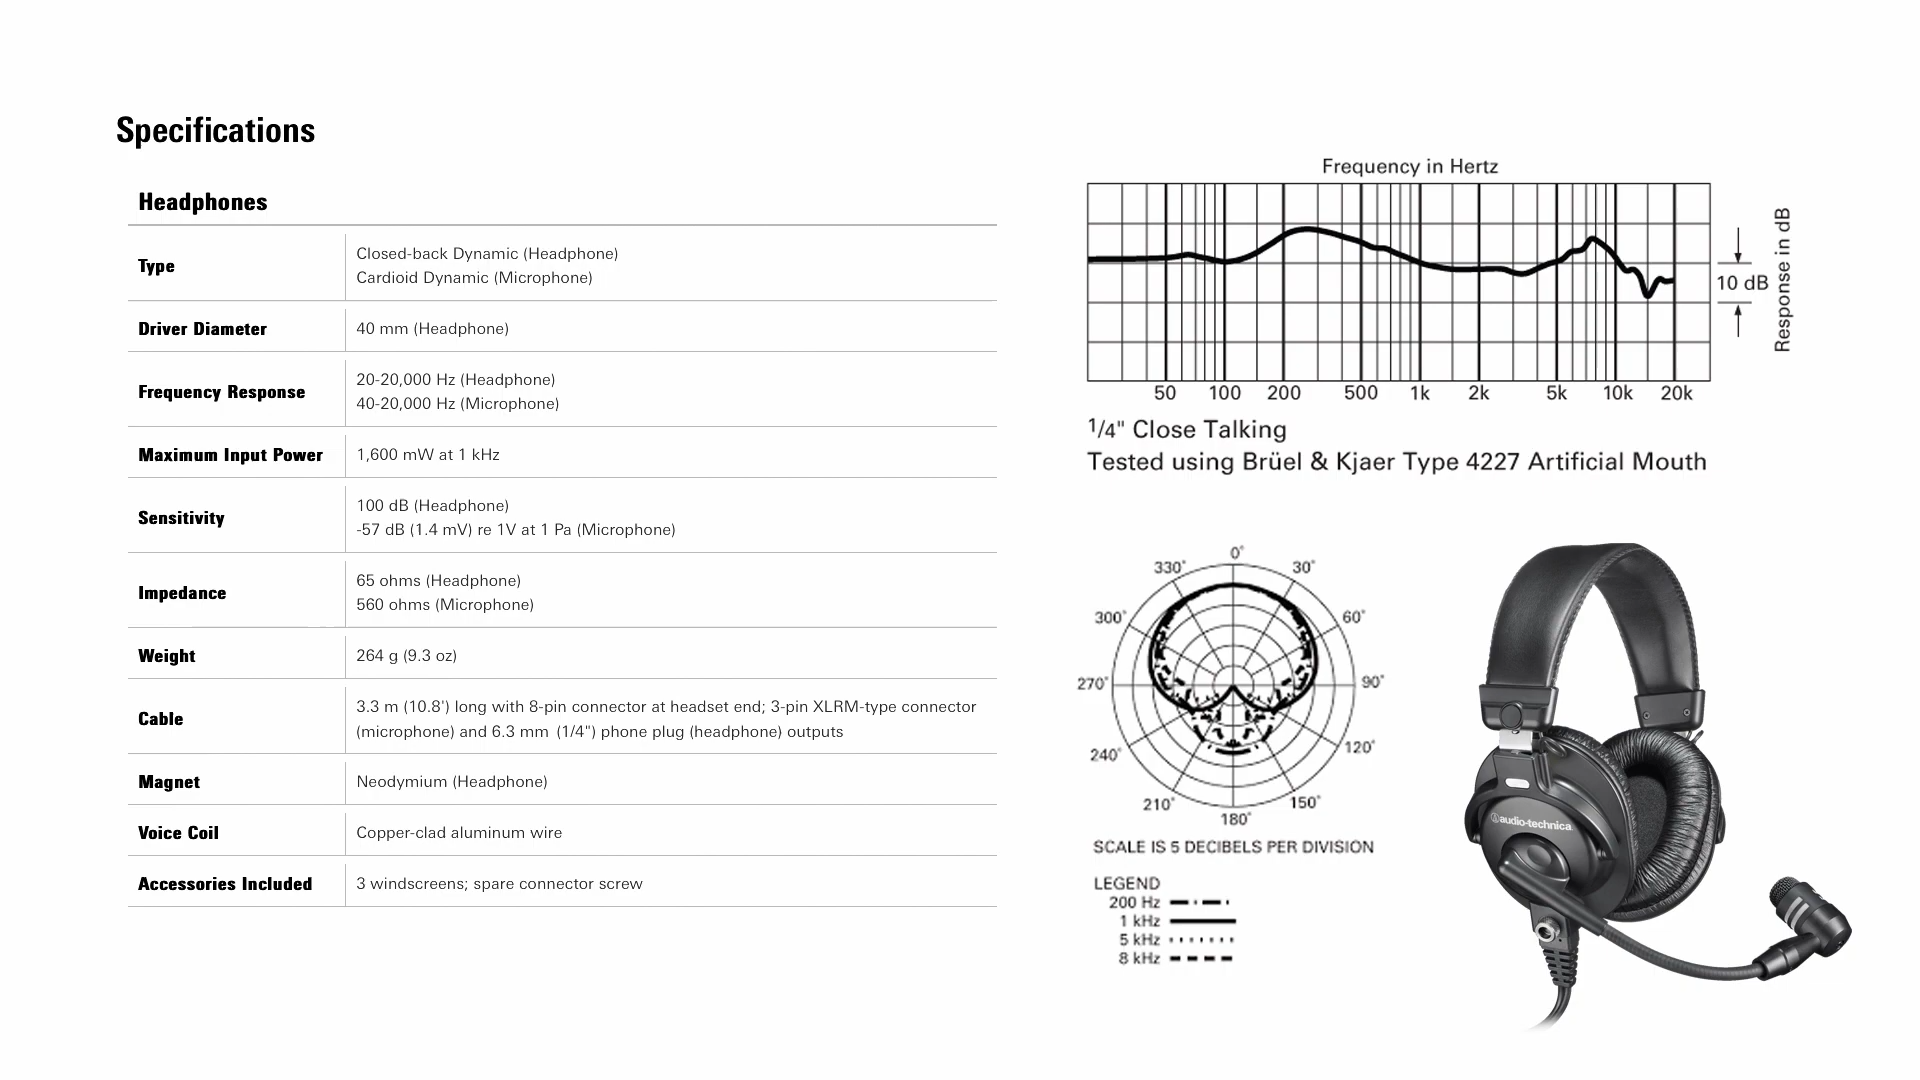 Specifications
Headphones
Type
Closed-back Dynamic (Headphone)
Cardioid Dynamic (Microphone)
Driver Diameter
40 mm (Headphone)
Frequency Response
20-20,000 Hz (Headphone)
40-20,000 Hz (Microphone)
Maximum Input Power
1,600 mW at 1 kHz
Sensitivity
100 dB (Headphone)
-57 dB (1.4 mV) re 1V at 1 Pa (Microphone)
Impedance
65 ohms (Headphone)
560 ohms (Microphone)
Weight
264 g (9.3 oz)
Cable
3.3 m (10.8') long with 8-pin connector at headset end; 3-pin XLRM-type connector
(microphone) and 6.3 mm (1/4") phone plug (headphone) outputs
Magnet
Neodymium (Headphone)
Voice Coil
Copper-clad aluminum wire
Accessories Included
3 windscreens; spare connector screw
Frequency in Hertz
10 dB
Response in dB
50 100 200 500 1k 2k 5k 10k 20k
1/4" Close Talking
Tested using Brüel & Kjaer Type 4227 Artificial Mouth
0°
330° 30°
300° 60°
270° 90°
240° 120°
210° 150°
180°
SCALE IS 5 DECIBELS PER DIVISION
LEGEND
200 Hz
1 kHz
5 kHz
8 kHz
audio-technica